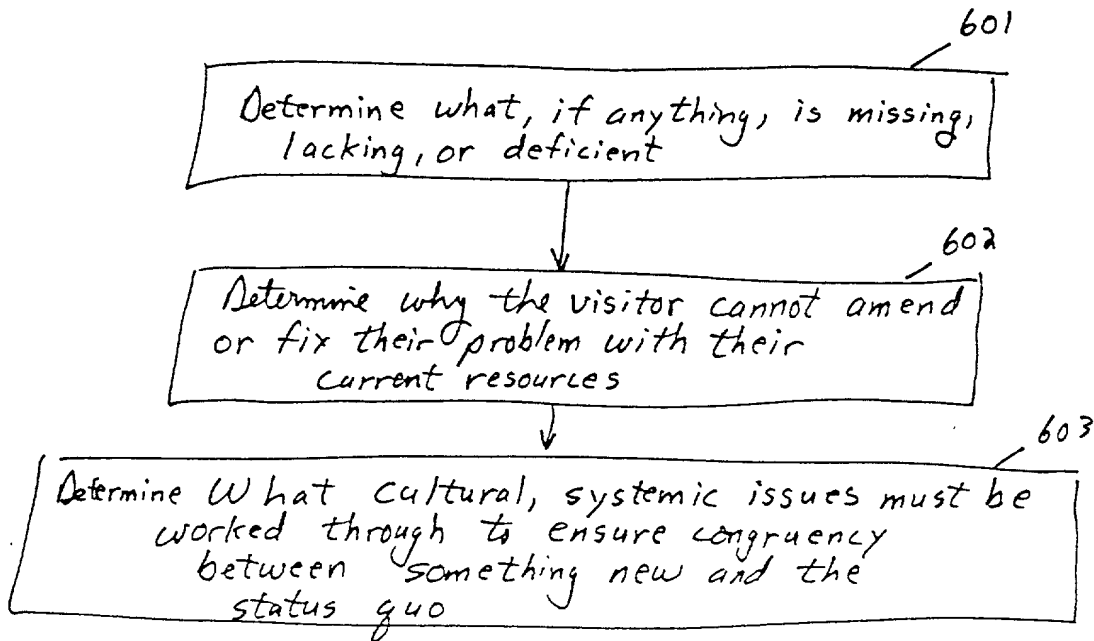 601
Determine what, if anything, is missing,
lacking, or deficient
602
Determine why the visitor cannot amend
or fix their problem with their
current resources
603
Determine What Cultural, systemic issues must be
worked through to ensure congruency
between something new and the
status quo